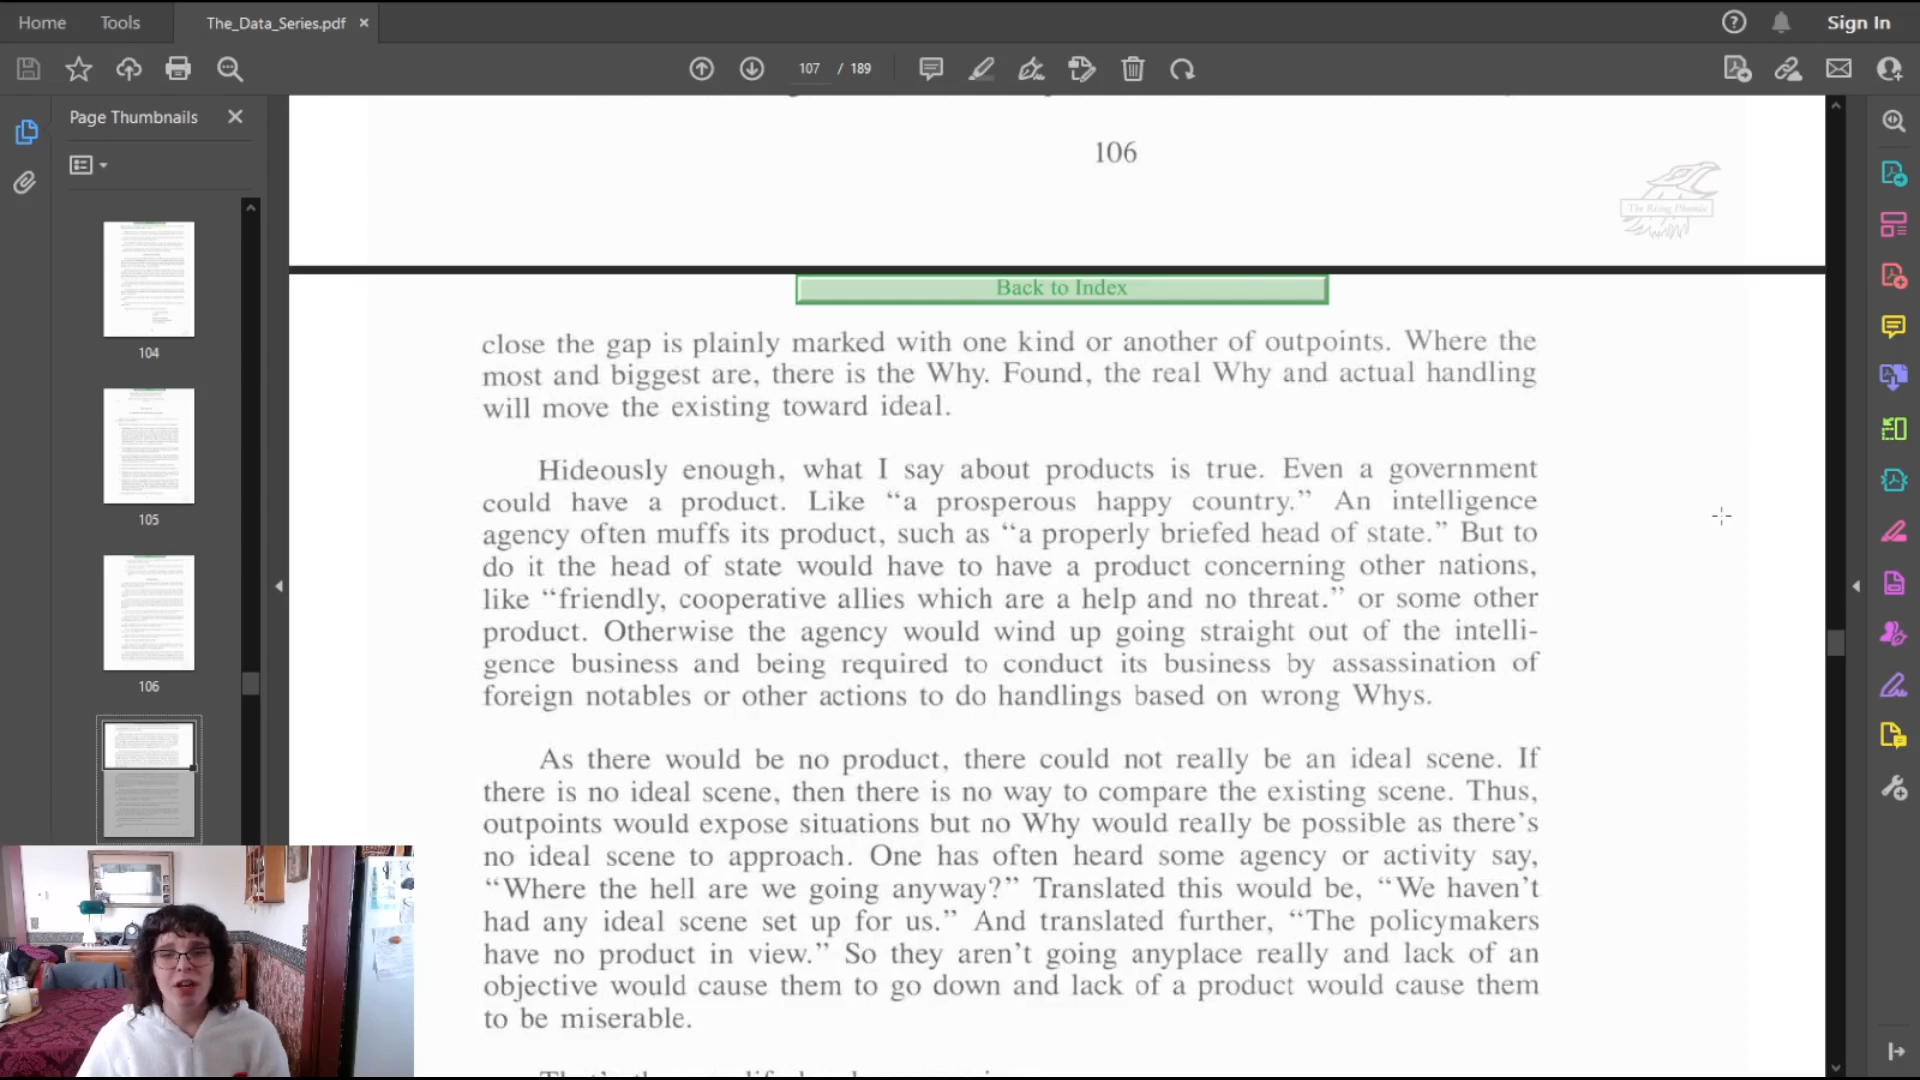 Home Tools The_Data_Series.pdf × Sign In
107 / 189
Page Thumbnails
104
105
106
106
The Rising Phoenix
Back to Index
close the gap is plainly marked with one kind or another of outpoints. Where the
most and biggest are, there is the Why. Found, the real Why and actual handling
will move the existing toward ideal.
Hideously enough, what I say about products is true. Even a government
could have a product. Like “a prosperous happy country.” An intelligence
agency often muffs its product, such as “a properly briefed head of state.” But to
do it the head of state would have to have a product concerning other nations,
like “friendly, cooperative allies which are a help and no threat.” or some other
product. Otherwise the agency would wind up going straight out of the intelli-
gence business and being required to conduct its business by assassination of
foreign notables or other actions to do handlings based on wrong Whys.
As there would be no product, there could not really be an ideal scene. If
there is no ideal scene, then there is no way to compare the existing scene. Thus,
outpoints would expose situations but no Why would really be possible as there’s
no ideal scene to approach. One has often heard some agency or activity say,
“Where the hell are we going anyway?” Translated this would be, “We haven’t
had any ideal scene set up for us.” And translated further, “The policymakers
have no product in view.” So they aren’t going anyplace really and lack of an
objective would cause them to go down and lack of a product would cause them
to be miserable.